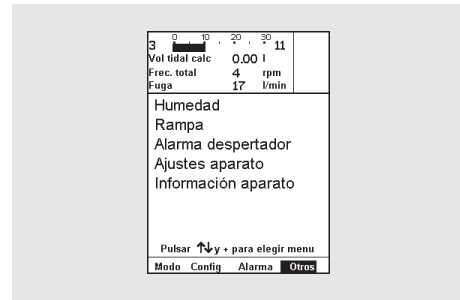 0 10 20 30
3 11
Vol tidal calc 0.00 l
Frec. total 4 rpm
Fuga 17 l/min
Humedad
Rampa
Alarma despertador
Ajustes aparato
Información aparato
Pulsar ↑↓ y + para elegir menu
Modo Config Alarma Otros